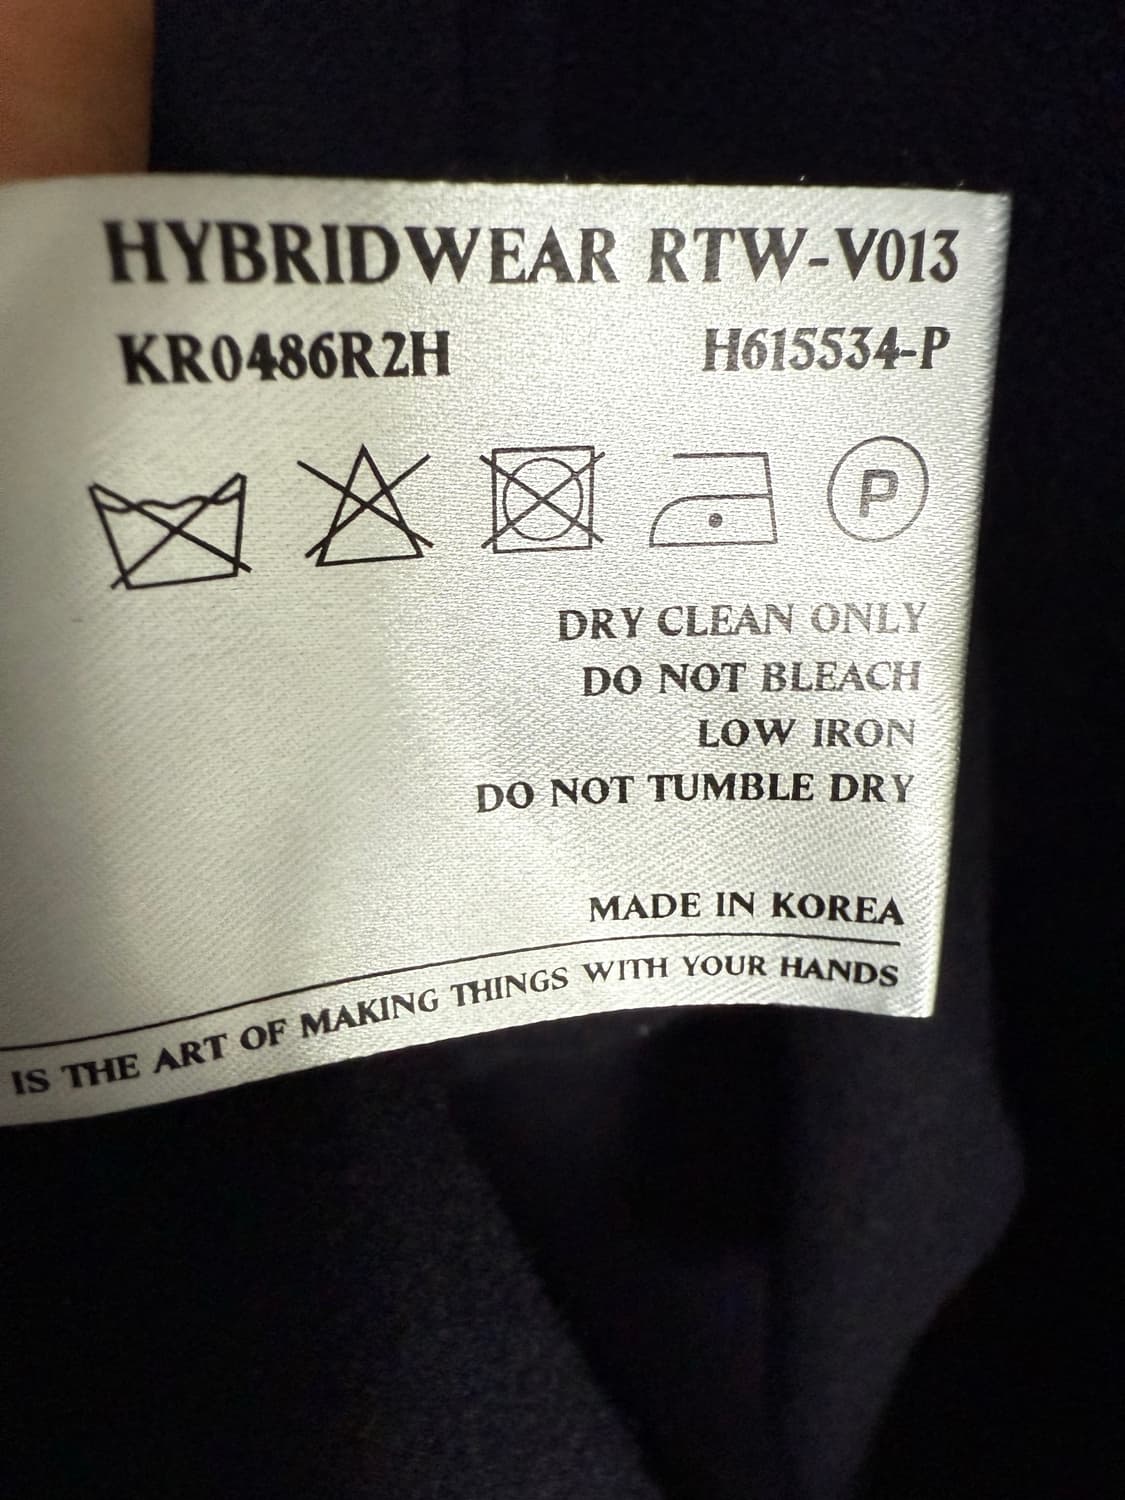 HYBRIDWEAR RTW-V013
KR0486R2H H615534-P
P
DRY CLEAN ONLY
DO NOT BLEACH
LOW IRON
DO NOT TUMBLE DRY
MADE IN KOREA
IS THE ART OF MAKING THINGS WITH YOUR HANDS